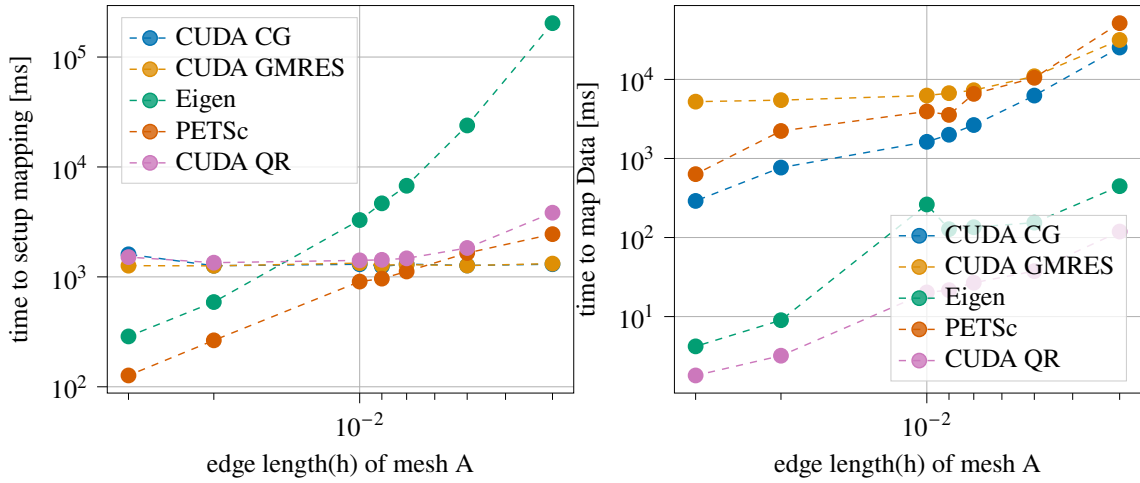 time to setup mapping [ms]
10^5
10^4
10^3
10^2
CUDA CG
CUDA GMRES
Eigen
PETSc
CUDA QR
10^-2
edge length(h) of mesh A
time to map Data [ms]
10^4
10^3
10^2
10^1
CUDA CG
CUDA GMRES
Eigen
PETSc
CUDA QR
10^-2
edge length(h) of mesh A